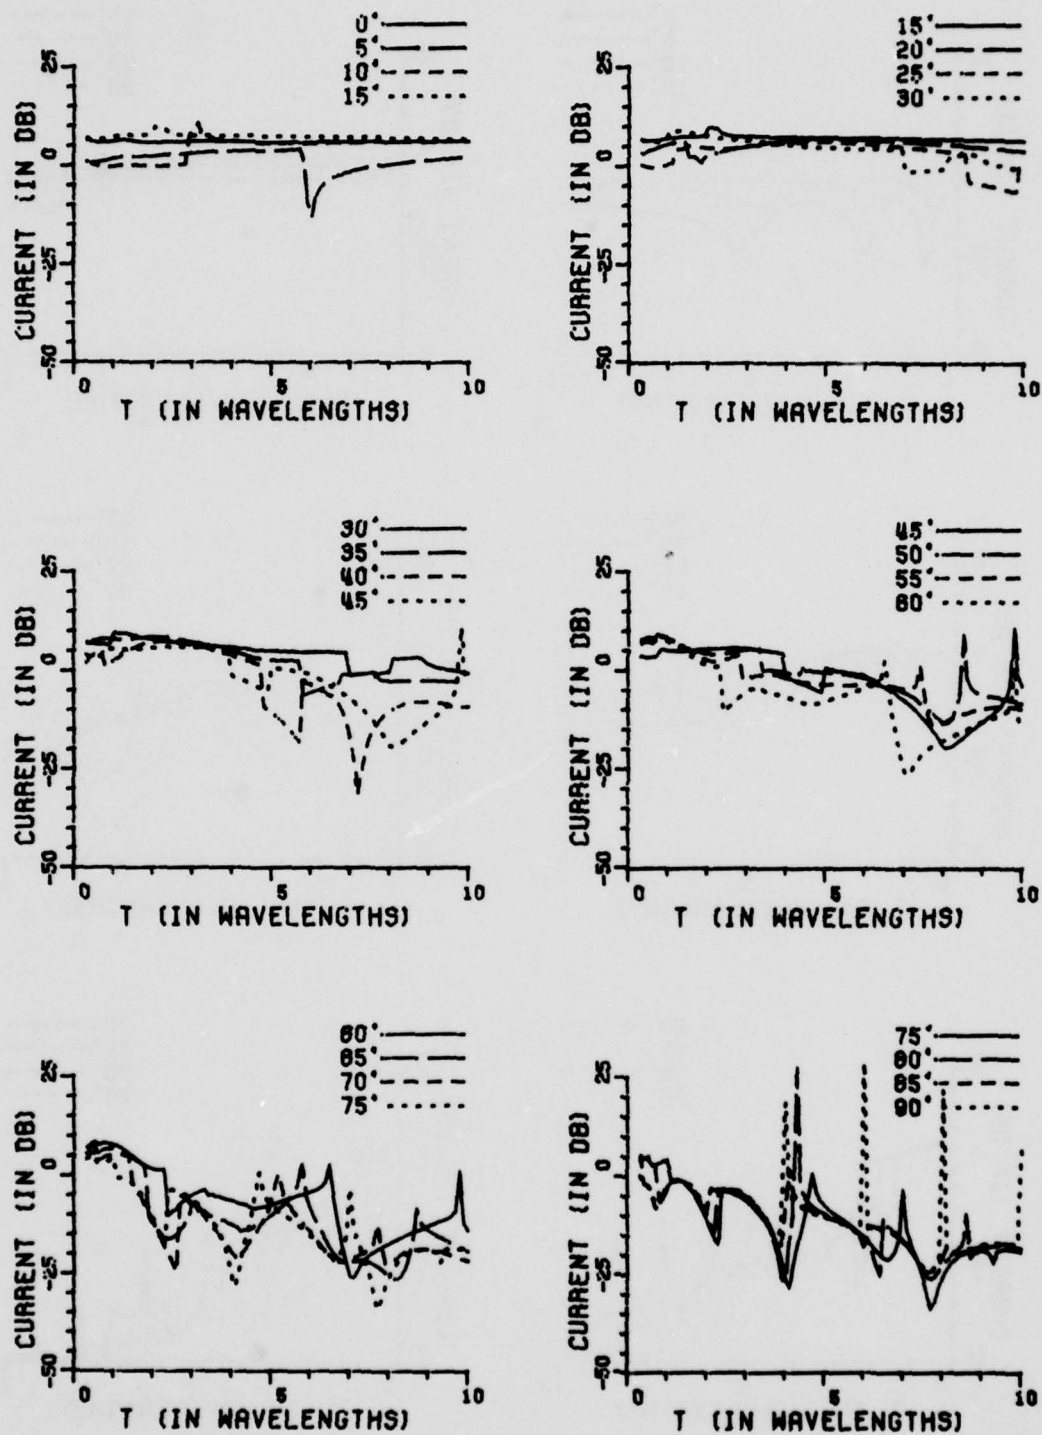 0°
5°
10°
15°
25
0
-25
-50
CURRENT (IN DB)
0 5 10
T (IN WAVELENGTHS)
15°
20°
25°
30°
25
0
-25
-50
CURRENT (IN DB)
0 5 10
T (IN WAVELENGTHS)
30°
35°
40°
45°
25
0
-25
-50
CURRENT (IN DB)
0 5 10
T (IN WAVELENGTHS)
45°
50°
55°
60°
25
0
-25
-50
CURRENT (IN DB)
0 5 10
T (IN WAVELENGTHS)
60°
65°
70°
75°
25
0
-25
-50
CURRENT (IN DB)
0 5 10
T (IN WAVELENGTHS)
75°
80°
85°
90°
25
0
-25
-50
CURRENT (IN DB)
0 5 10
T (IN WAVELENGTHS)